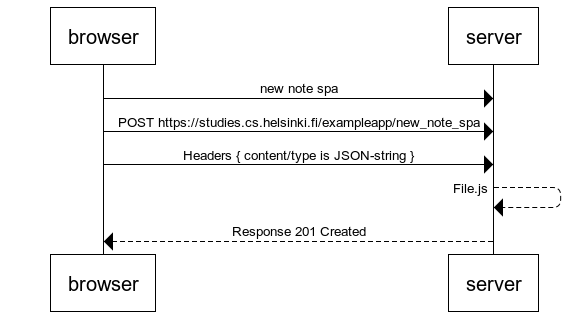 browser server
new note spa
POST https://studies.cs.helsinki.fi/exampleapp/new_note_spa
Headers { content/type is JSON-string }
File.js
Response 201 Created
browser server